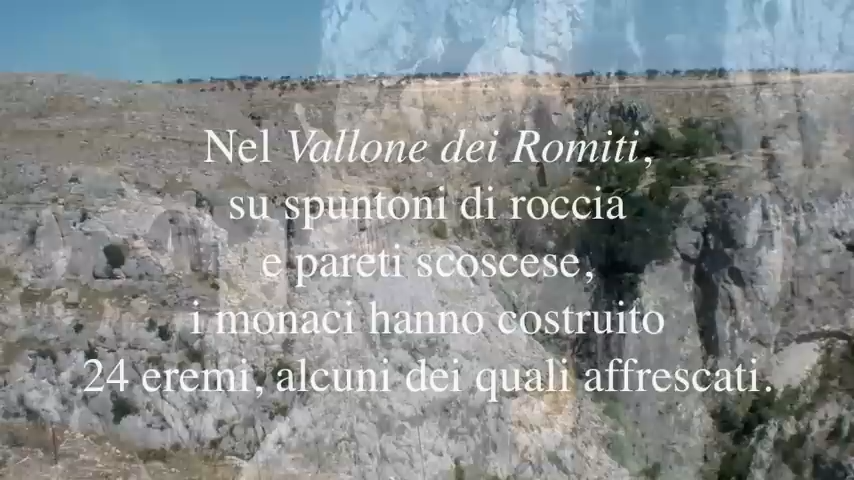 Nel Vallone dei Romiti,
su spuntoni di roccia
e pareti scoscese,
i monaci hanno costruito
24 eremi, alcuni dei quali affrescati.